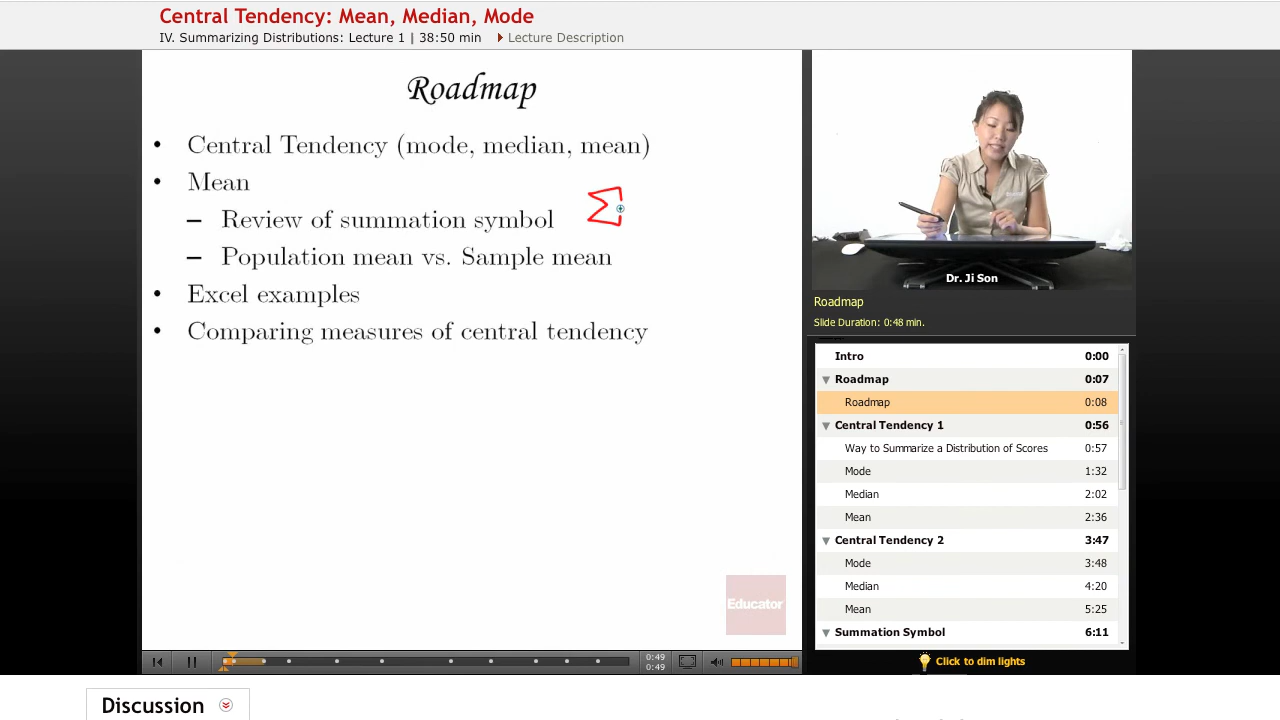 Central Tendency: Mean, Median, Mode
IV. Summarizing Distributions: Lecture 1 | 38:50 min Lecture Description
Roadmap
• Central Tendency (mode, median, mean)
• Mean
– Review of summation symbol Σ
– Population mean vs. Sample mean
• Excel examples
• Comparing measures of central tendency
Educator
0:49
0:49
Dr. Ji Son
Roadmap
Slide Duration: 0:48 min.
Intro 0:00
Roadmap 0:07
Roadmap 0:08
Central Tendency 1 0:56
Way to Summarize a Distribution of Scores 0:57
Mode 1:32
Median 2:02
Mean 2:36
Central Tendency 2 3:47
Mode 3:48
Median 4:20
Mean 5:25
Summation Symbol 6:11
Click to dim lights
Discussion